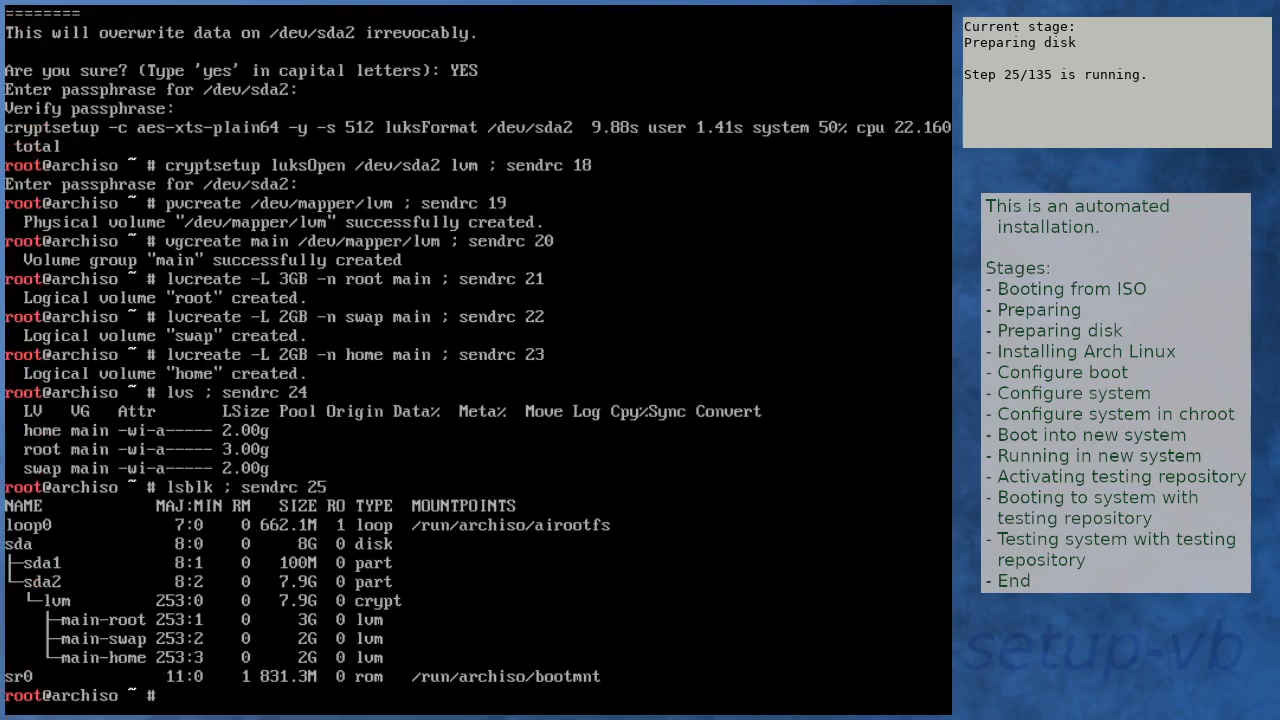 ========
This will overwrite data on /dev/sda2 irrevocably.
Are you sure? (Type 'yes' in capital letters): YES
Enter passphrase for /dev/sda2:
Verify passphrase:
cryptsetup -c aes-xts-plain64 -y -s 512 luksFormat /dev/sda2  9.88s user 1.41s system 50% cpu 22.160
 total
root@archiso ~ # cryptsetup luksOpen /dev/sda2 lvm ; sendrc 18
Enter passphrase for /dev/sda2:
root@archiso ~ # pvcreate /dev/mapper/lvm ; sendrc 19
  Physical volume "/dev/mapper/lvm" successfully created.
root@archiso ~ # vgcreate main /dev/mapper/lvm ; sendrc 20
  Volume group "main" successfully created
root@archiso ~ # lvcreate -L 3GB -n root main ; sendrc 21
  Logical volume "root" created.
root@archiso ~ # lvcreate -L 2GB -n swap main ; sendrc 22
  Logical volume "swap" created.
root@archiso ~ # lvcreate -L 2GB -n home main ; sendrc 23
  Logical volume "home" created.
root@archiso ~ # lvs ; sendrc 24
  LV   VG   Attr       LSize Pool Origin Data%  Meta%  Move Log Cpy%Sync Convert
  home main -wi-a----- 2.00g
  root main -wi-a----- 3.00g
  swap main -wi-a----- 2.00g
root@archiso ~ # lsblk ; sendrc 25
NAME            MAJ:MIN RM   SIZE RO TYPE  MOUNTPOINTS
loop0             7:0    0 662.1M  1 loop  /run/archiso/airootfs
sda               8:0    0     8G  0 disk
├─sda1            8:1    0   100M  0 part
└─sda2            8:2    0   7.9G  0 part
  └─lvm         253:0    0   7.9G  0 crypt
    ├─main-root 253:1    0     3G  0 lvm
    ├─main-swap 253:2    0     2G  0 lvm
    └─main-home 253:3    0     2G  0 lvm
sr0              11:0    1 831.3M  0 rom   /run/archiso/bootmnt
root@archiso ~ #
Current stage:
Preparing disk
Step 25/135 is running.
This is an automated
installation.
Stages:
- Booting from ISO
- Preparing
- Preparing disk
- Installing Arch Linux
- Configure boot
- Configure system
- Configure system in chroot
- Boot into new system
- Running in new system
- Activating testing repository
- Booting to system with
testing repository
- Testing system with testing
repository
- End
-setup-vb